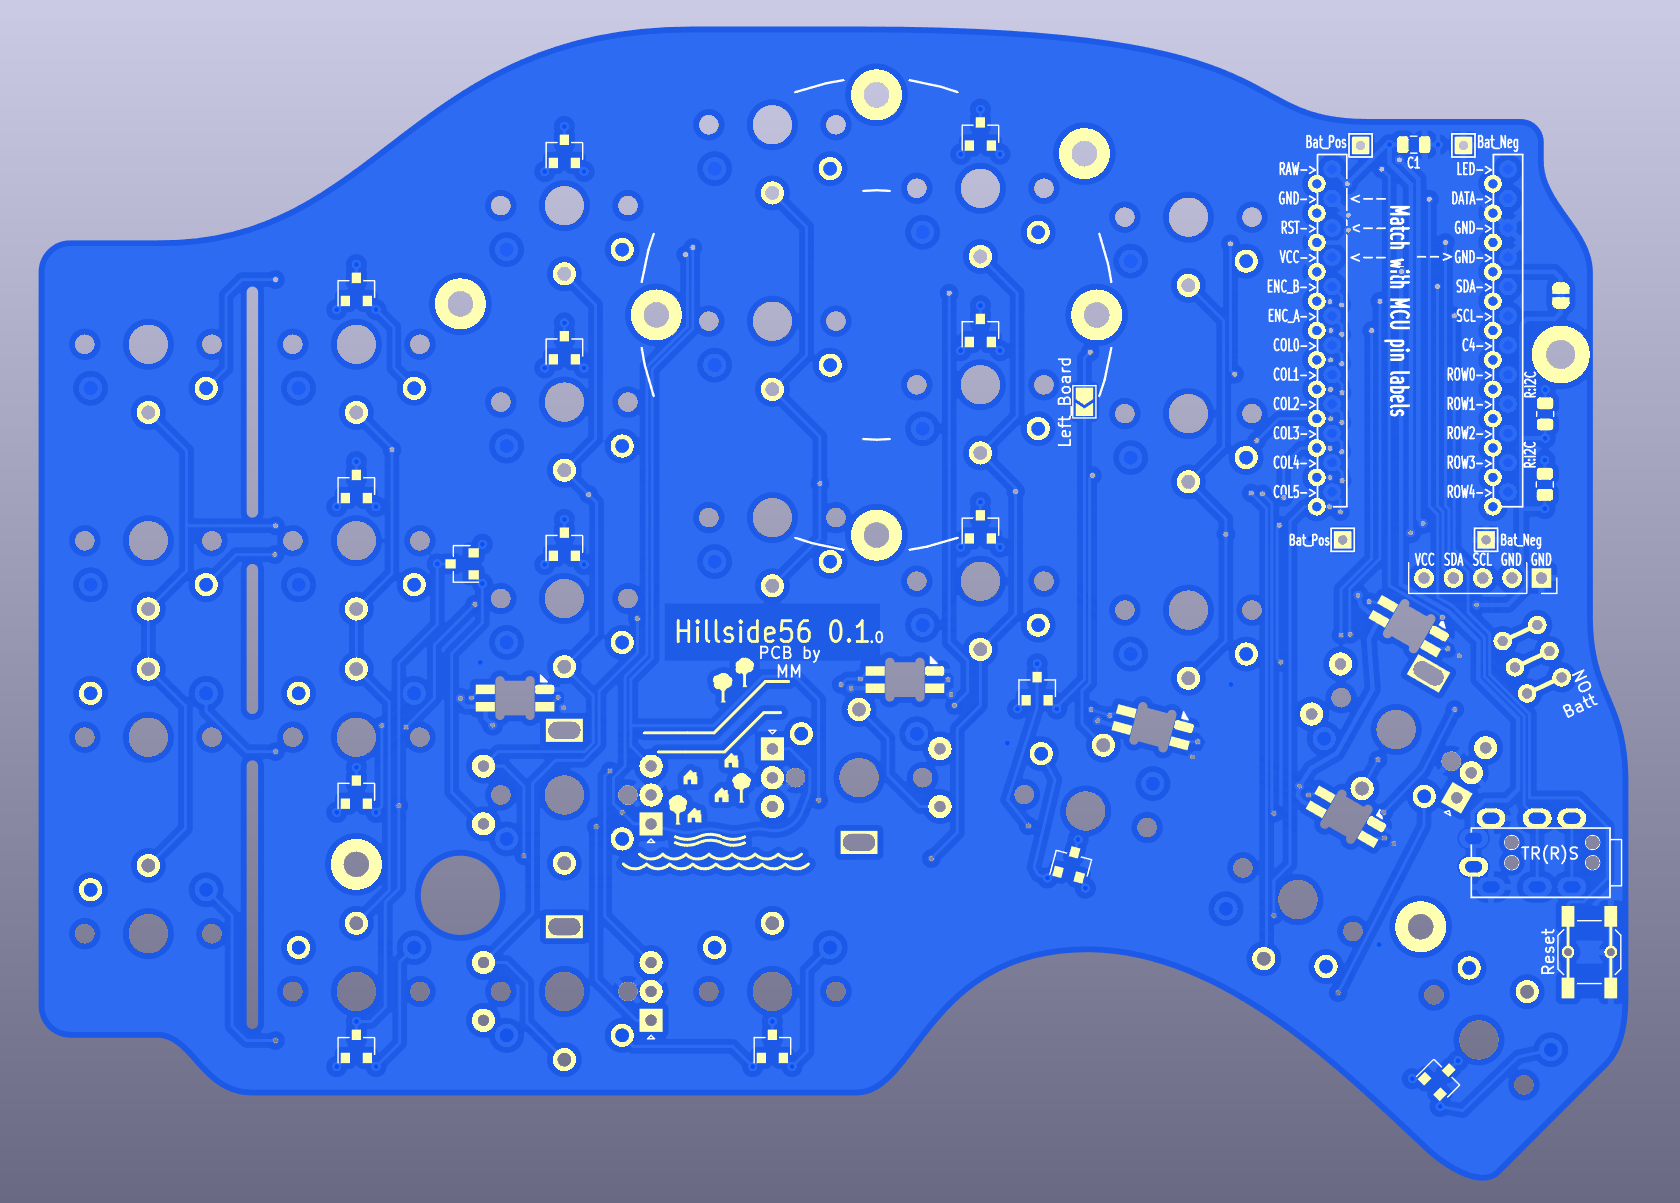 Bat_Pos
Bat_Neg
C1
RAW->
GND->
RST->
VCC->
ENC_B->
ENC_A->
COL0->
COL1->
COL2->
COL3->
COL4->
COL5->
<--
<--
<-- -->
Match with MCU pin labels
LED->
DATA->
GND->
GND->
SDA->
SCL->
C4->
ROW0->
ROW1->
ROW2->
ROW3->
ROW4->
R:I2C
R:I2C
Bat_Pos
Bat_Neg
VCC SDA SCL GND GND
Left Board
Hillside56 0.1.0
PCB by
MM
NO!
Batt
TR(R)S
Reset